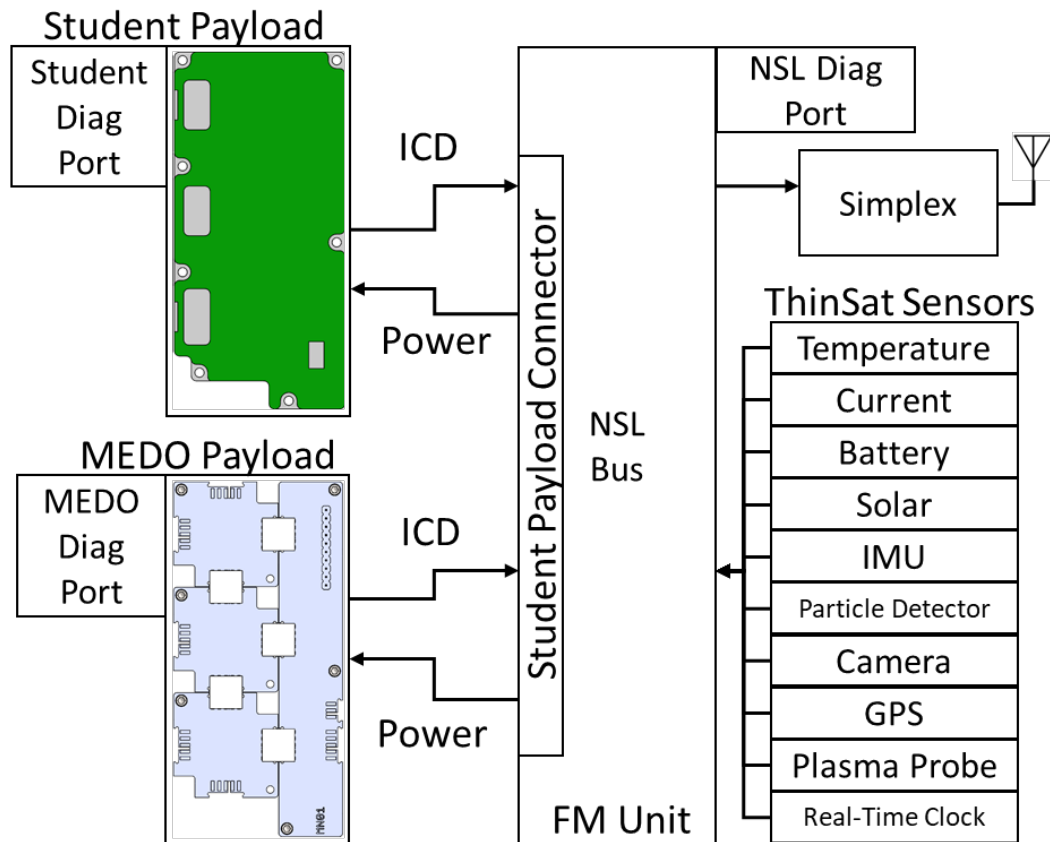 Student Payload
Student
Diag
Port
ICD
Power
MEDO Payload
MEDO
Diag
Port
ICD
Power
MN01
Student Payload Connector
NSL
Bus
FM Unit
NSL Diag
Port
Simplex
ThinSat Sensors
Temperature
Current
Battery
Solar
IMU
Particle Detector
Camera
GPS
Plasma Probe
Real-Time Clock